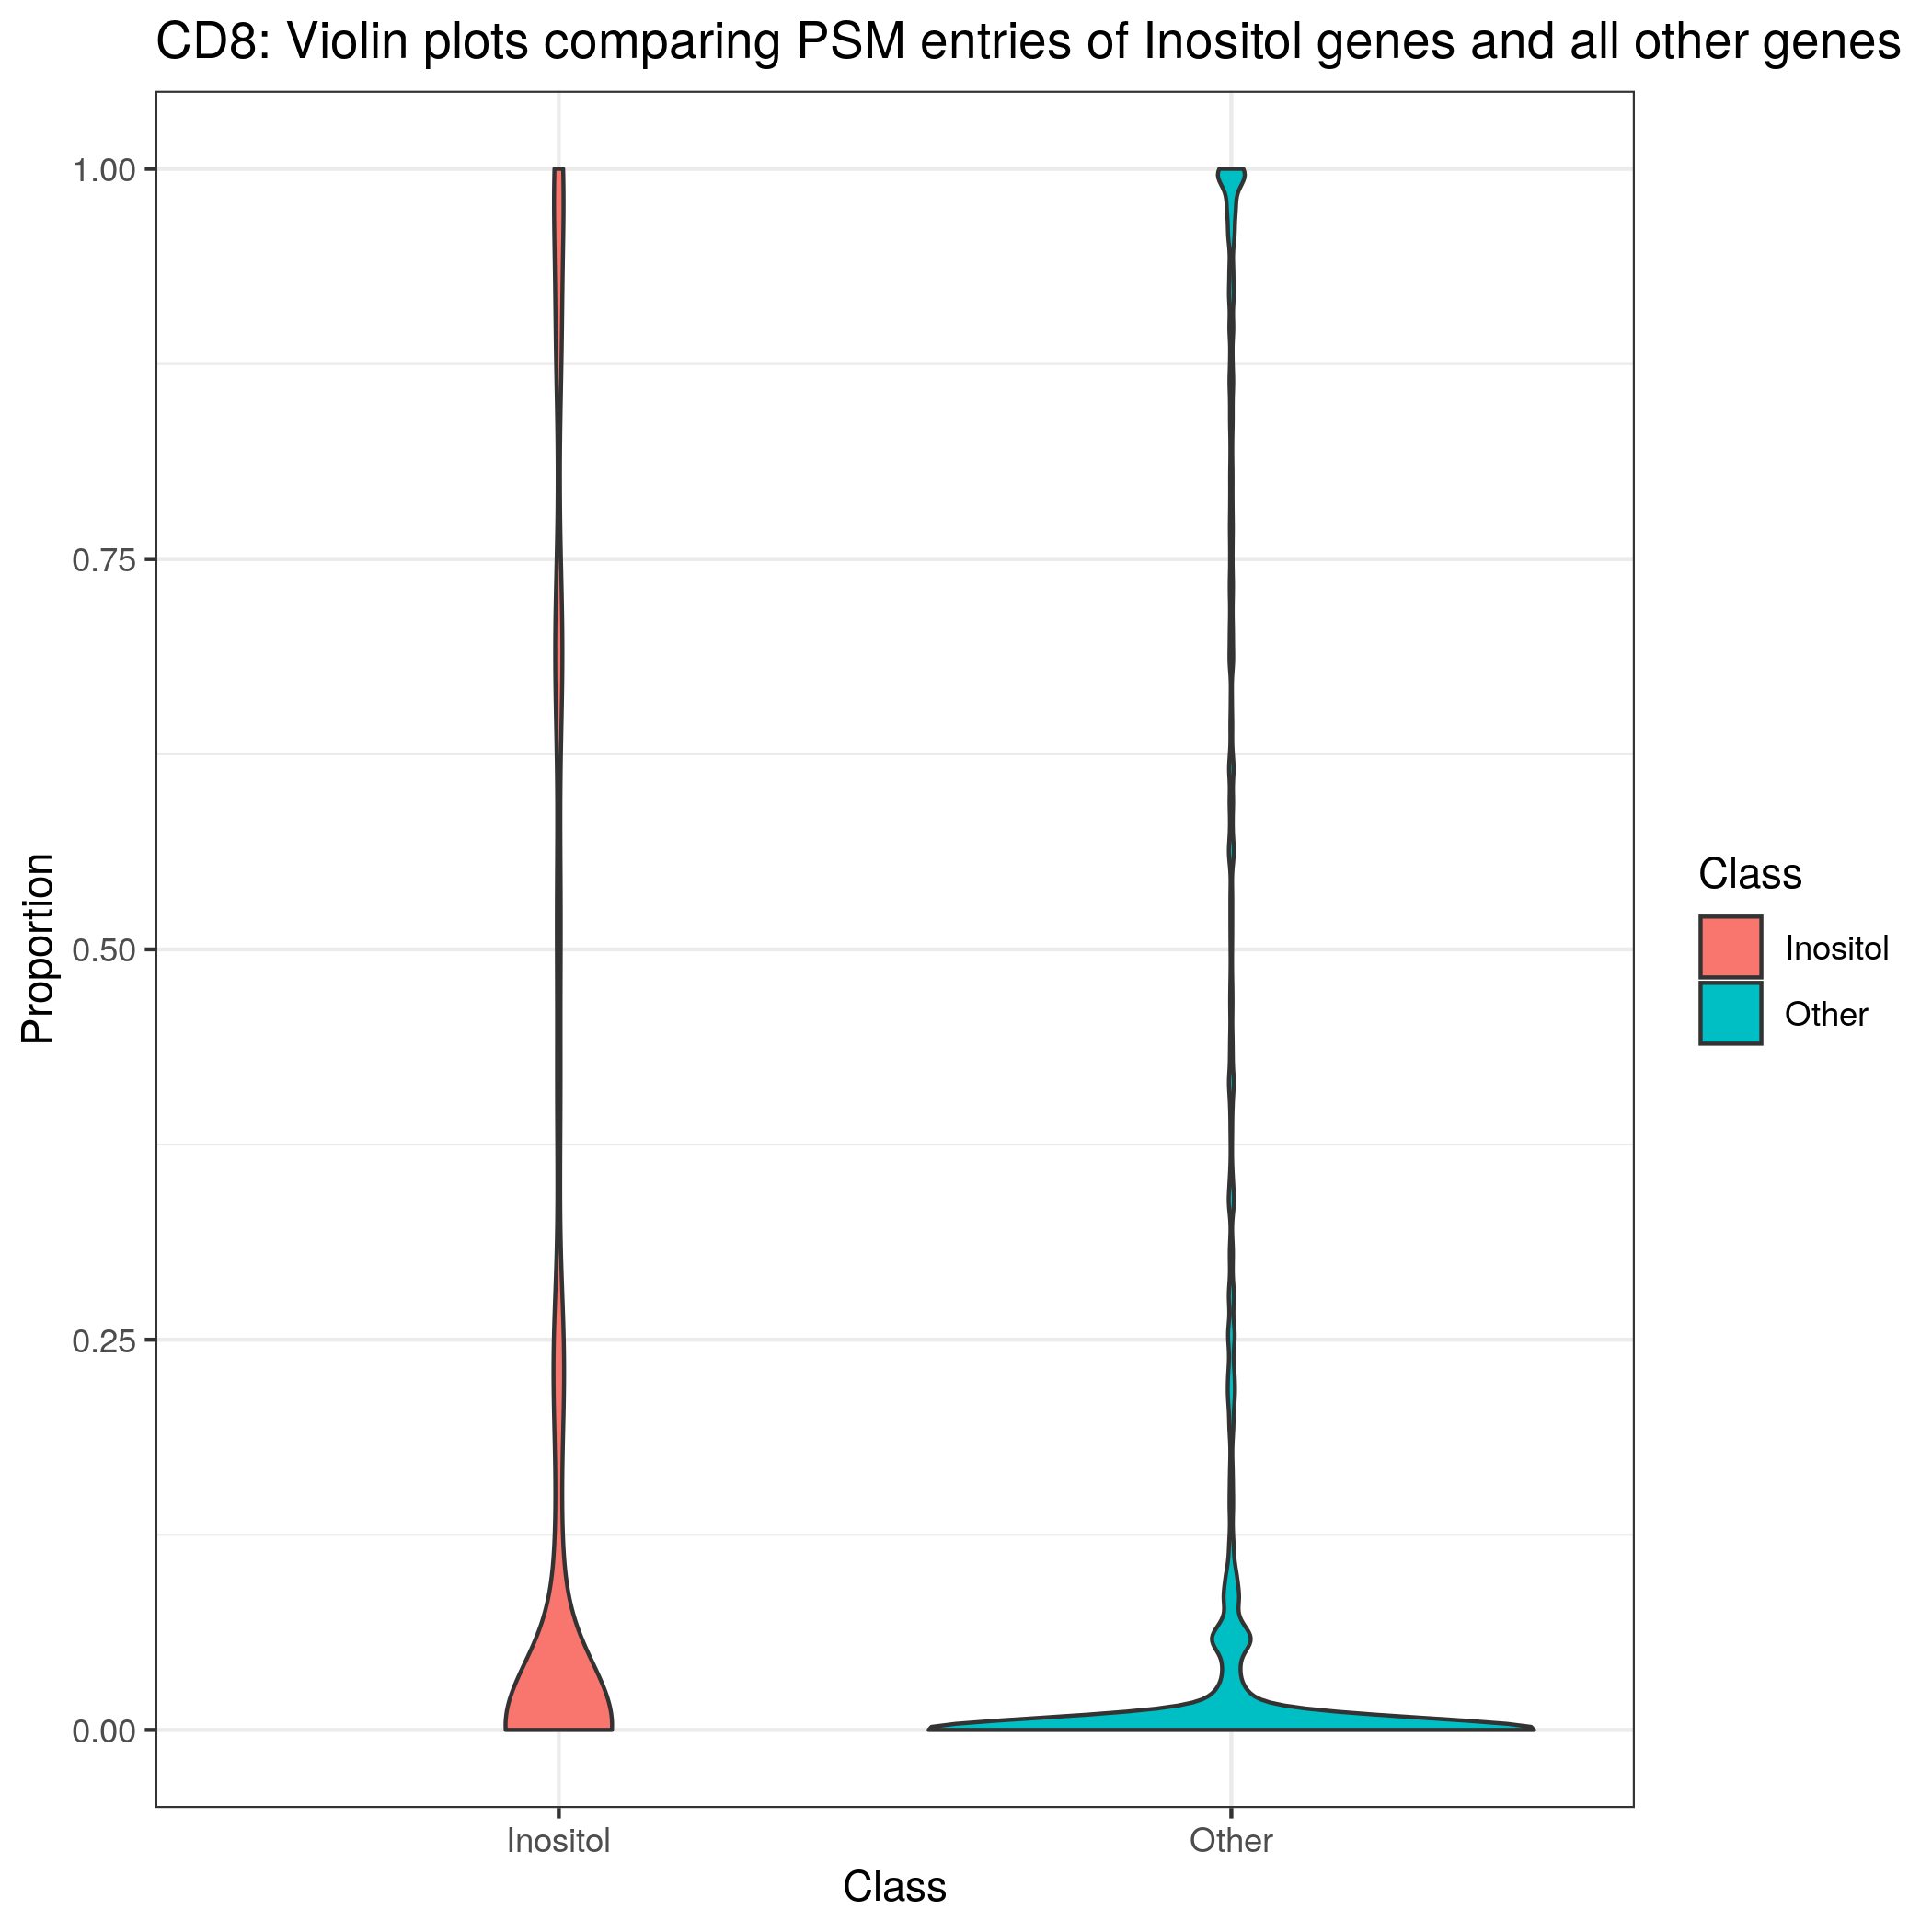 CD8: Violin plots comparing PSM entries of Inositol genes and all other genes
1.00
0.75
0.50
0.25
0.00
Proportion
Inositol
Other
Class
Class
Inositol
Other